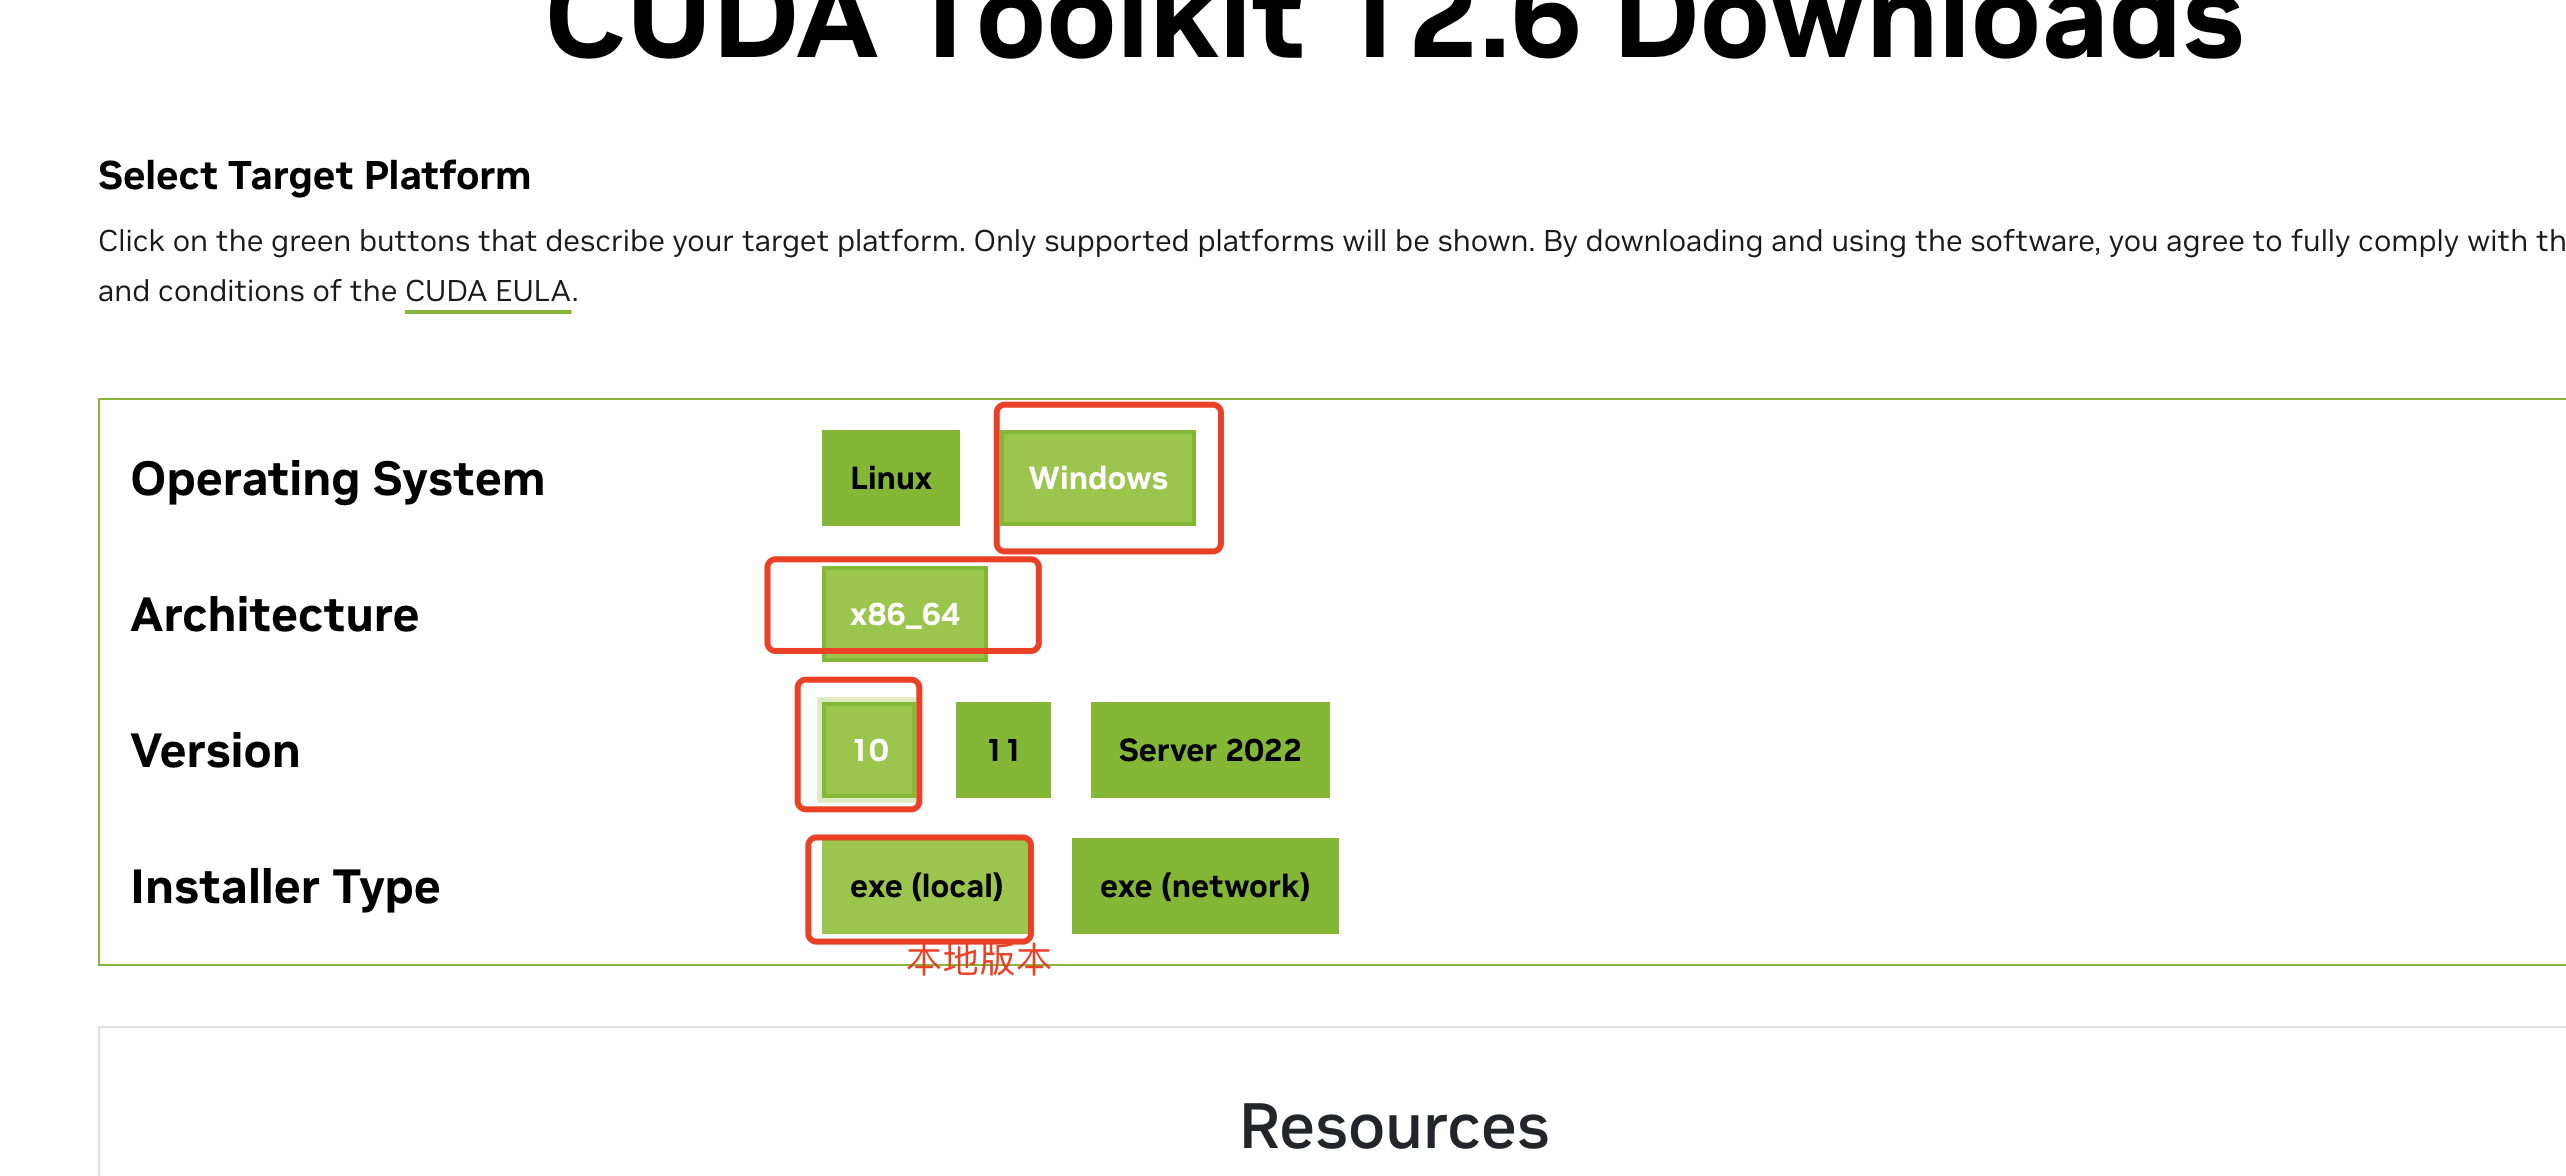 CUDA Toolkit 12.6 Downloads
Select Target Platform
Click on the green buttons that describe your target platform. Only supported platforms will be shown. By downloading and using the software, you agree to fully comply with th
and conditions of the CUDA EULA.
Operating System
Linux
Windows
Architecture
x86_64
Version
10
11
Server 2022
Installer Type
exe (local)
exe (network)
本地版本
Resources